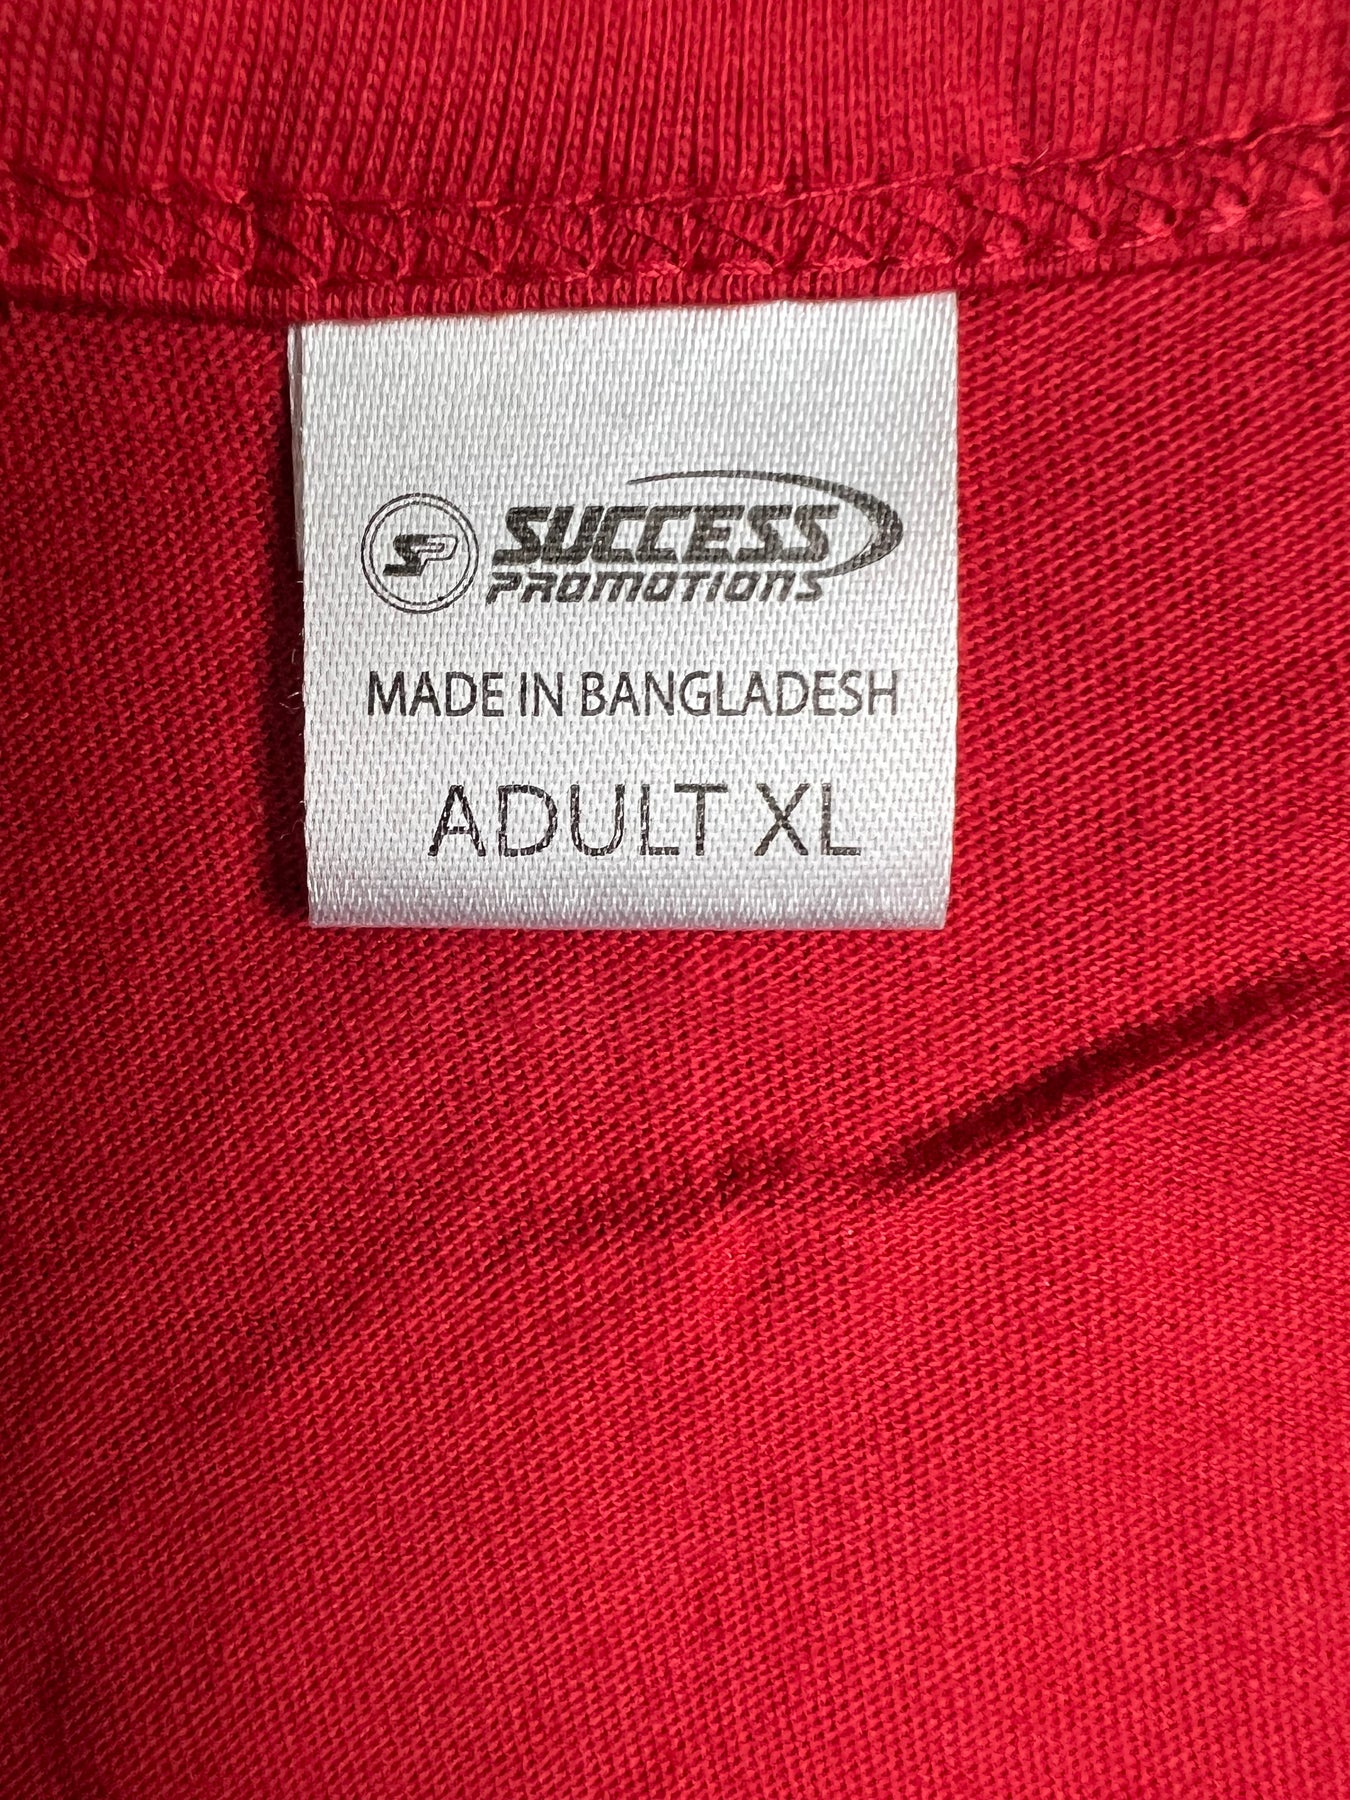 SP SUCCESS
PROMOTIONS
MADE IN BANGLADESH
ADULT XL